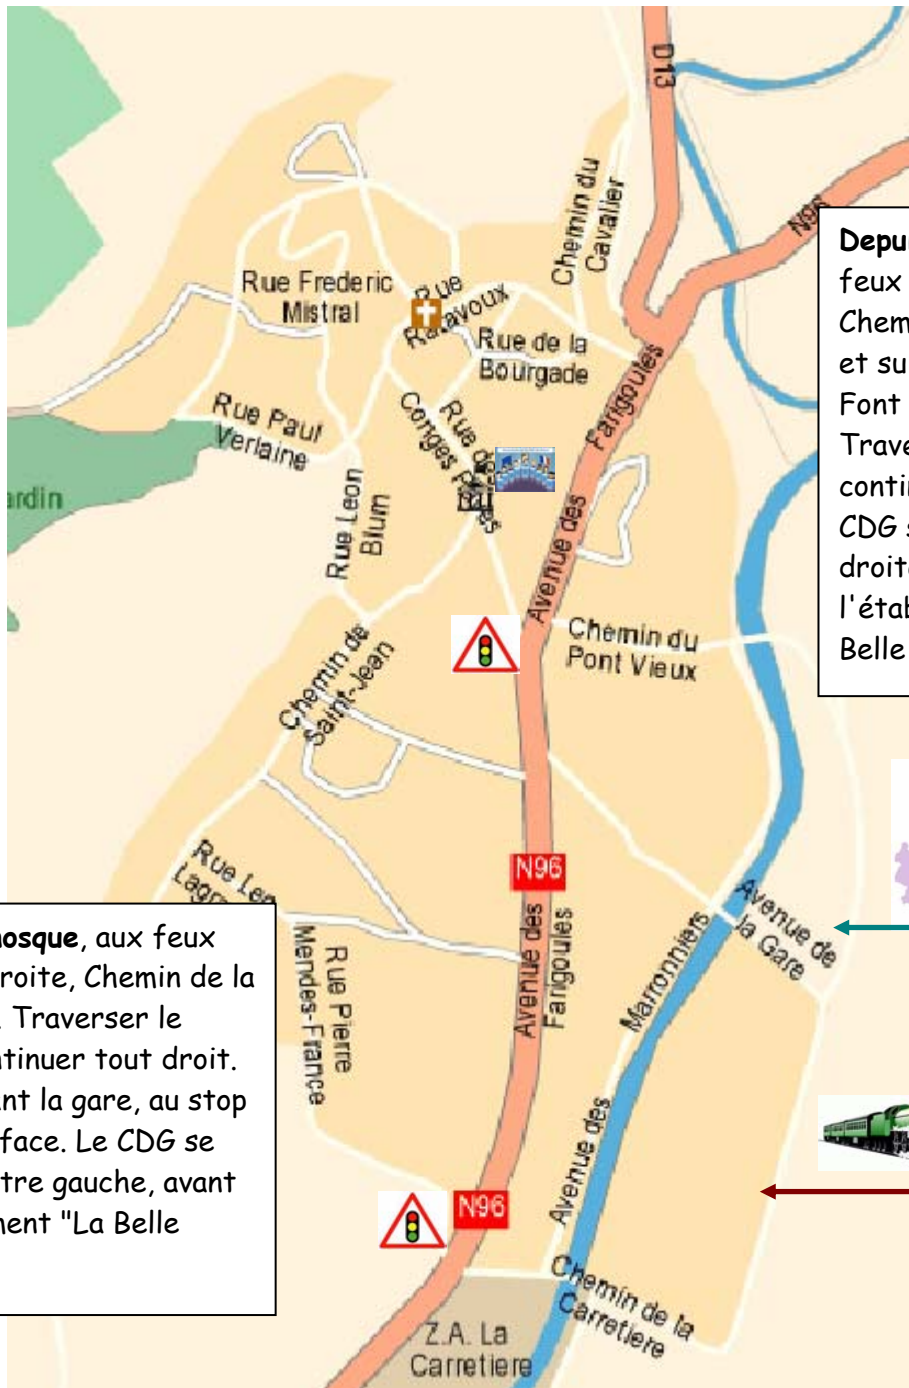 D13
N96
Chemin du
Cavalier
Rue Frederic
Mistral
Rue
Ratavoux
Rue de la
Bourgade
Rue Paul
Verlaine
Rue Leon
Blum
Rue des
Conges Payes
Avenue des Farigoules
ardin
Chemin du
Pont Vieux
Chemin de
Saint-Jean
N96
Rue Leo
Lagr
Rue Pierre
Mendes-France
Avenue des
Farigoules
Avenue de
la Gare
Avenue des Marronniers
N96
Chemin de la
Carretiere
Z.A. La
Carretiere
Depu
feux
Chem
et su
Font
Trave
conti
CDG s
droite
l'étab
Belle
nosque, aux feux
roite, Chemin de la
. Traverser le
ntinuer tout droit.
nt la gare, au stop
face. Le CDG se
tre gauche, avant
ment "La Belle